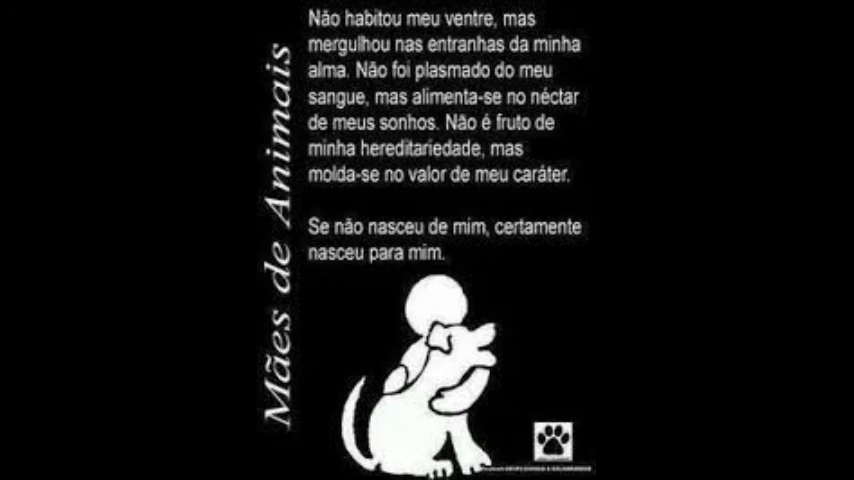 Mães de Animais
Não habitou meu ventre, mas
mergulhou nas entranhas da minha
alma. Não foi plasmado do meu
sangue, mas alimenta-se no néctar
de meus sonhos. Não é fruto de
minha hereditariedade, mas
molda-se no valor de meu caráter.
Se não nasceu de mim, certamente
nasceu para mim.